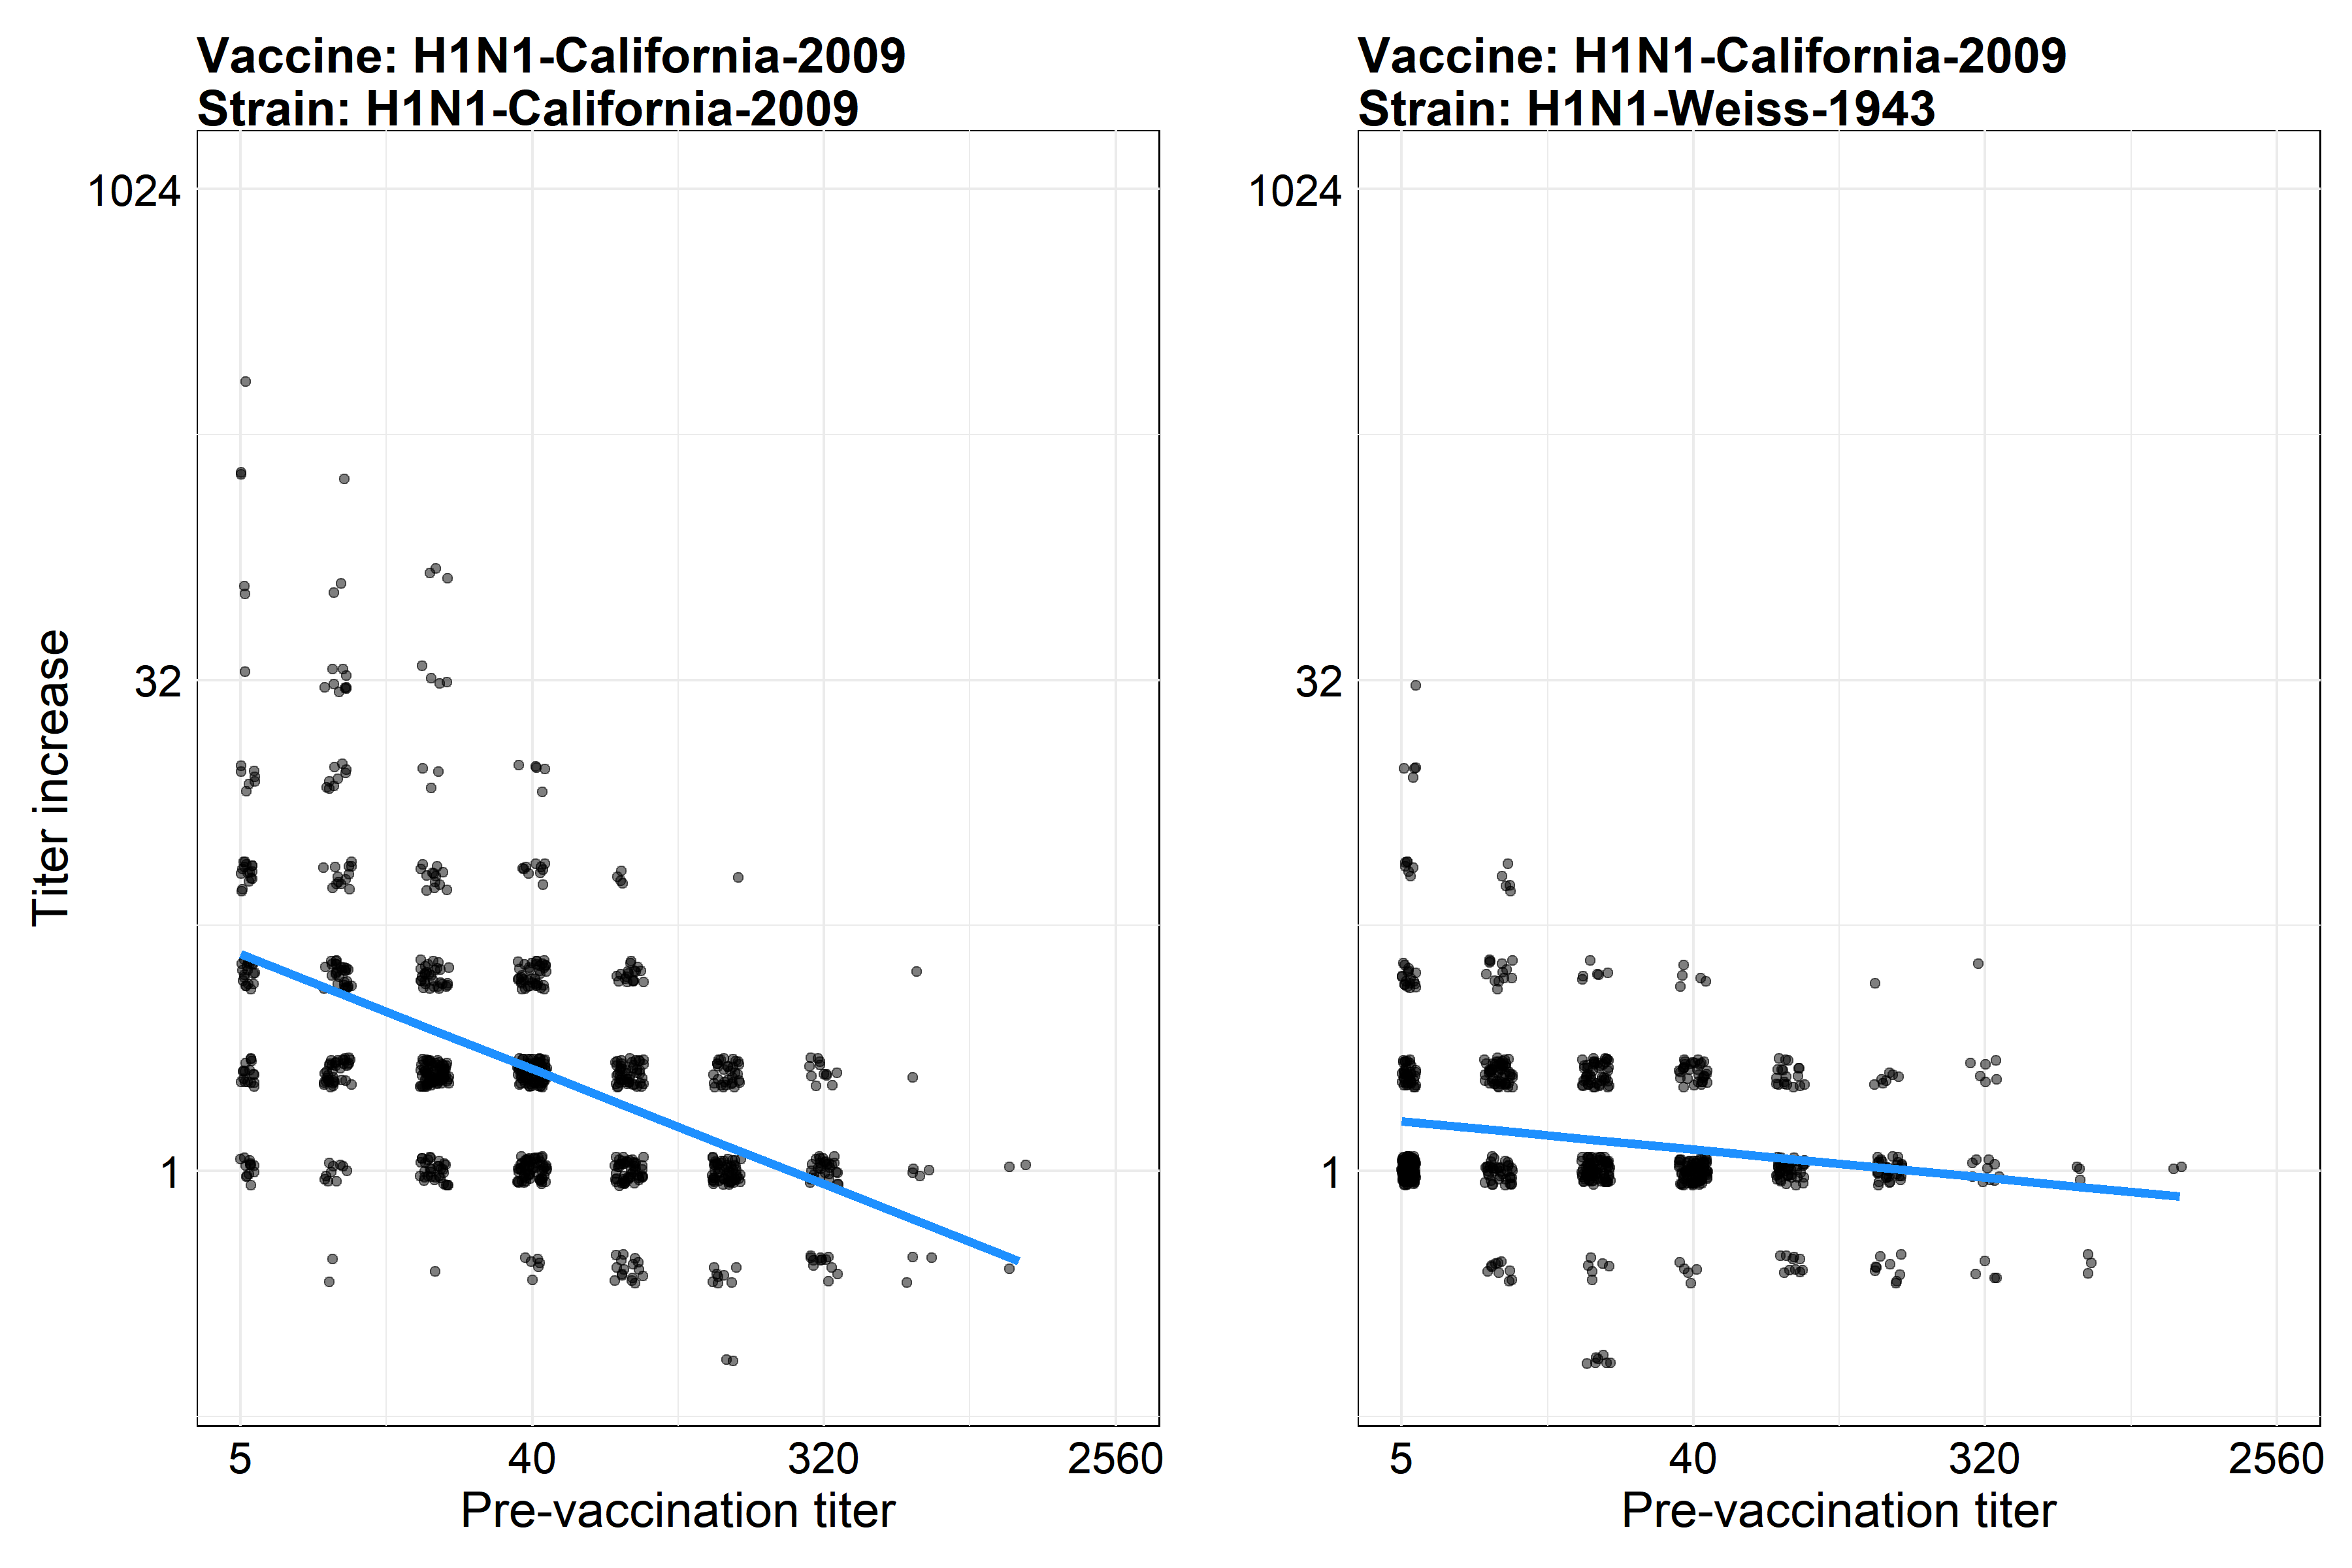 Vaccine: H1N1-California-2009
Strain: H1N1-California-2009
1024
32
1
Titer increase
5 40 320 2560
Pre-vaccination titer
Vaccine: H1N1-California-2009
Strain: H1N1-Weiss-1943
1024
32
1
5 40 320 2560
Pre-vaccination titer